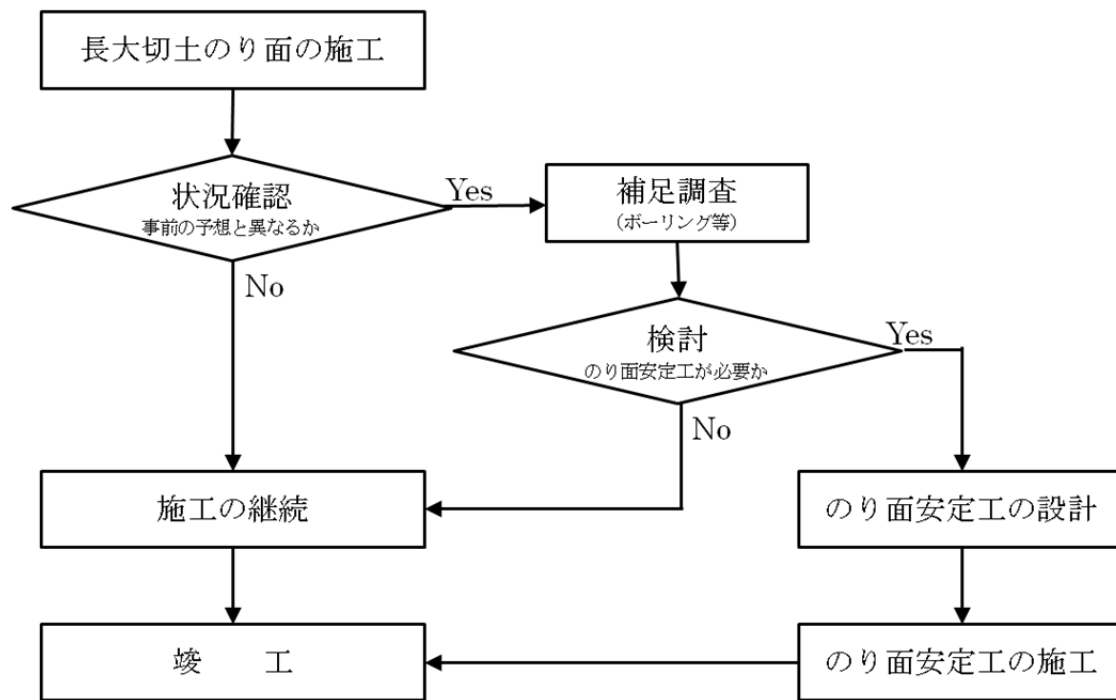 長大切土のり面の施工
状況確認
事前の予想と異なるか
Yes
補足調査
(ボーリング等)
No
検討
のり面安定工が必要か
Yes
No
施工の継続
のり面安定工の設計
竣　工
のり面安定工の施工